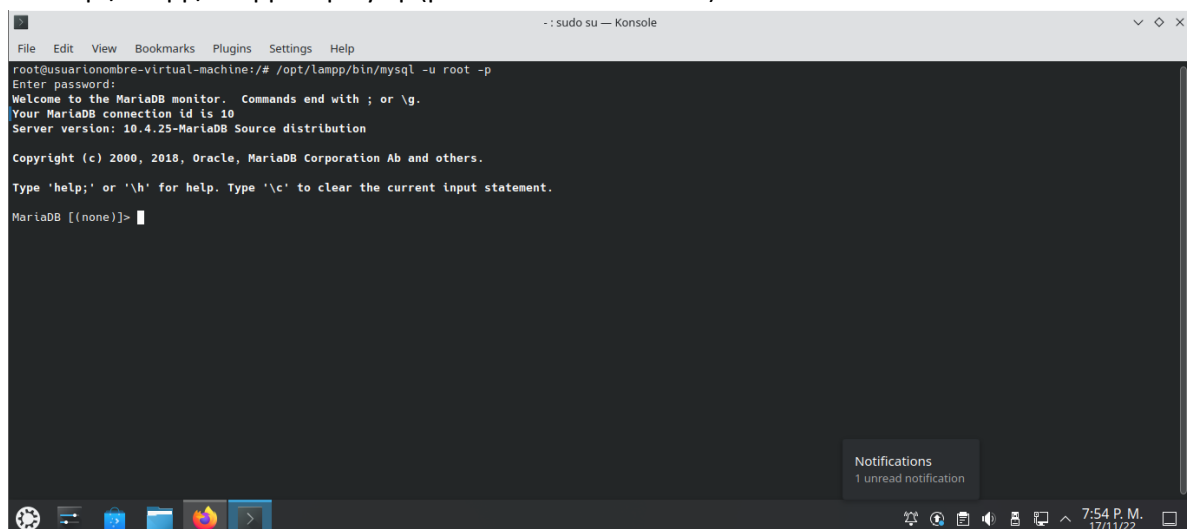 - : sudo su — Konsole
File Edit View Bookmarks Plugins Settings Help
root@usuarionombre-virtual-machine:/# /opt/lampp/bin/mysql -u root -p
Enter password:
Welcome to the MariaDB monitor.  Commands end with ; or \g.
Your MariaDB connection id is 10
Server version: 10.4.25-MariaDB Source distribution
Copyright (c) 2000, 2018, Oracle, MariaDB Corporation Ab and others.
Type 'help;' or '\h' for help. Type '\c' to clear the current input statement.
MariaDB [(none)]>
Notifications
1 unread notification
7:54 P. M.
17/11/22